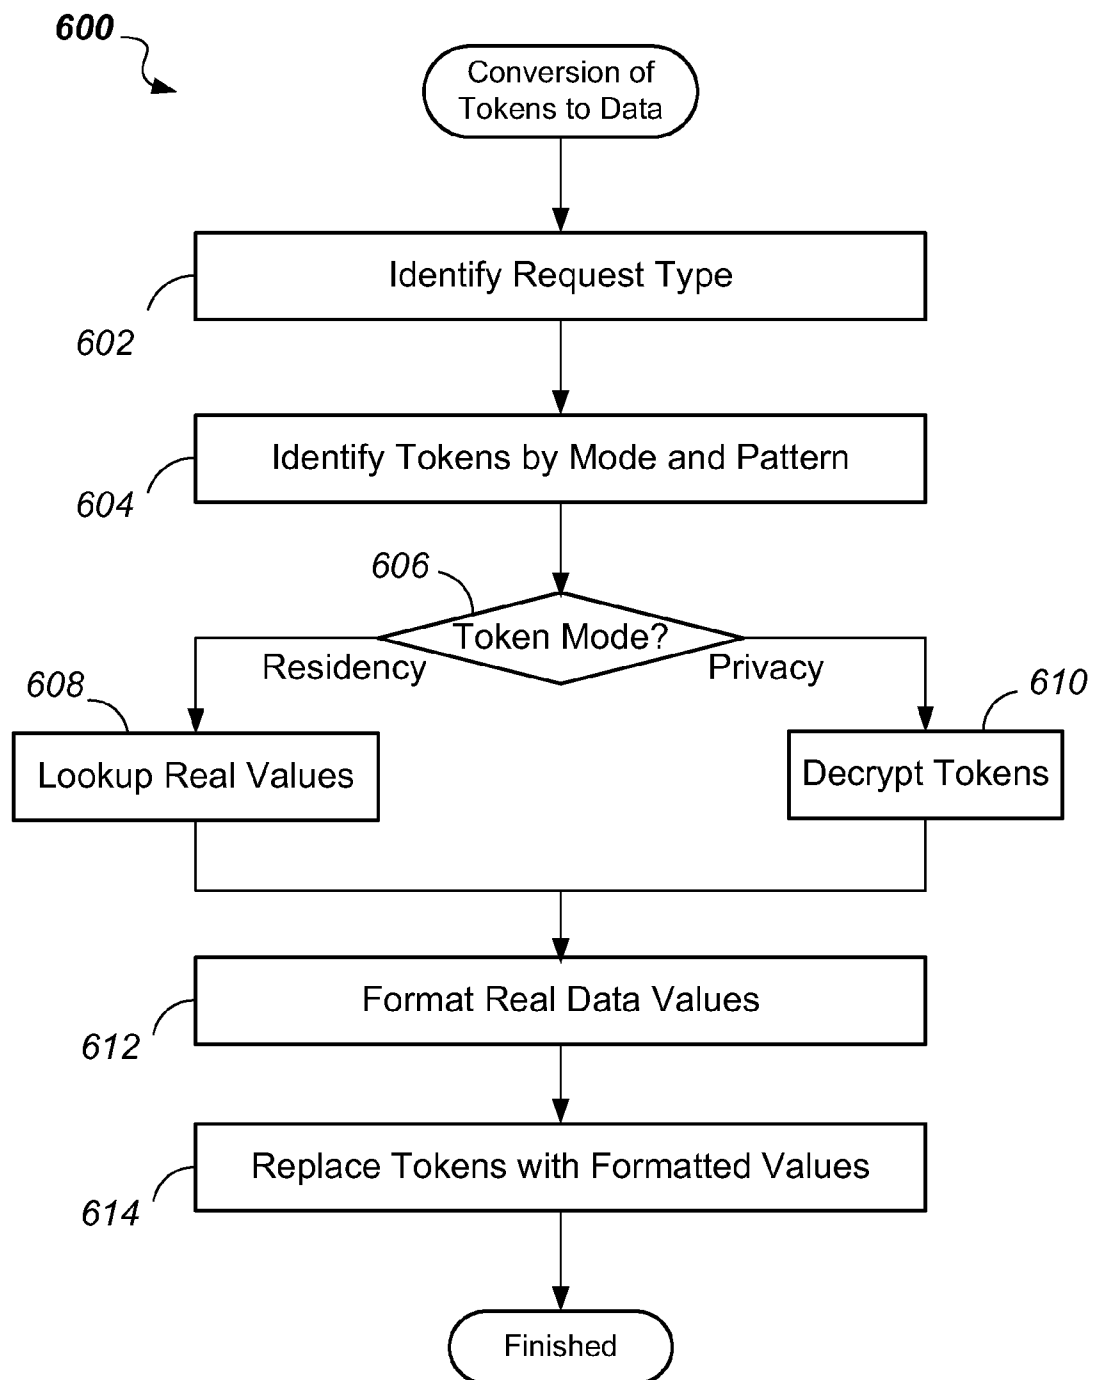 600
Conversion of
Tokens to Data
Identify Request Type
602
Identify Tokens by Mode and Pattern
604
606
Token Mode?
Residency
Privacy
608
610
Lookup Real Values
Decrypt Tokens
Format Real Data Values
612
Replace Tokens with Formatted Values
614
Finished